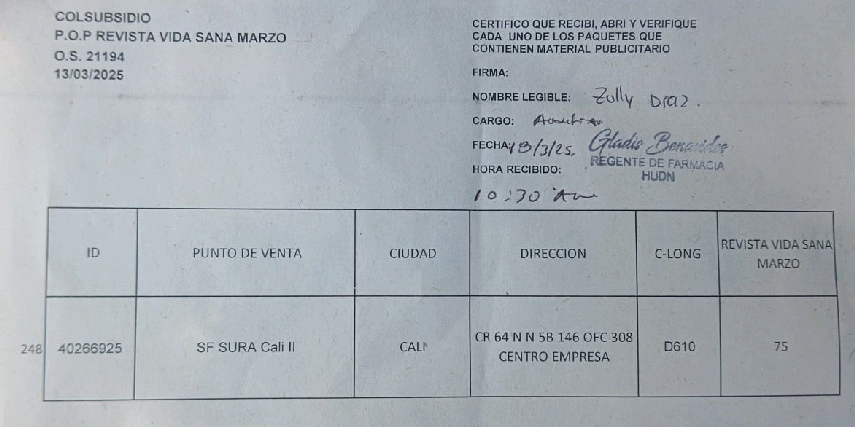 COLSUBSIDIO
P.O.P REVISTA VIDA SANA MARZO
O.S. 21194
13/03/2025
CERTIFICO QUE RECIBI, ABRI Y VERIFIQUE
CADA UNO DE LOS PAQUETES QUE
CONTIENEN MATERIAL PUBLICITARIO
FIRMA:
NOMBRE LEGIBLE: Zully Diaz.
CARGO:
FECHA: 18/3/25.
Gladis Benavides
REGENTE DE FARMACIA
HUDN
HORA RECIBIDO:
10:30 Am
ID PUNTO DE VENTA CIUDAD DIRECCION C-LONG REVISTA VIDA SANA MARZO
248 40266925 SF SURA Cali II CALI CR 64 N N 5B 146 OFC 308 CENTRO EMPRESA D610 75